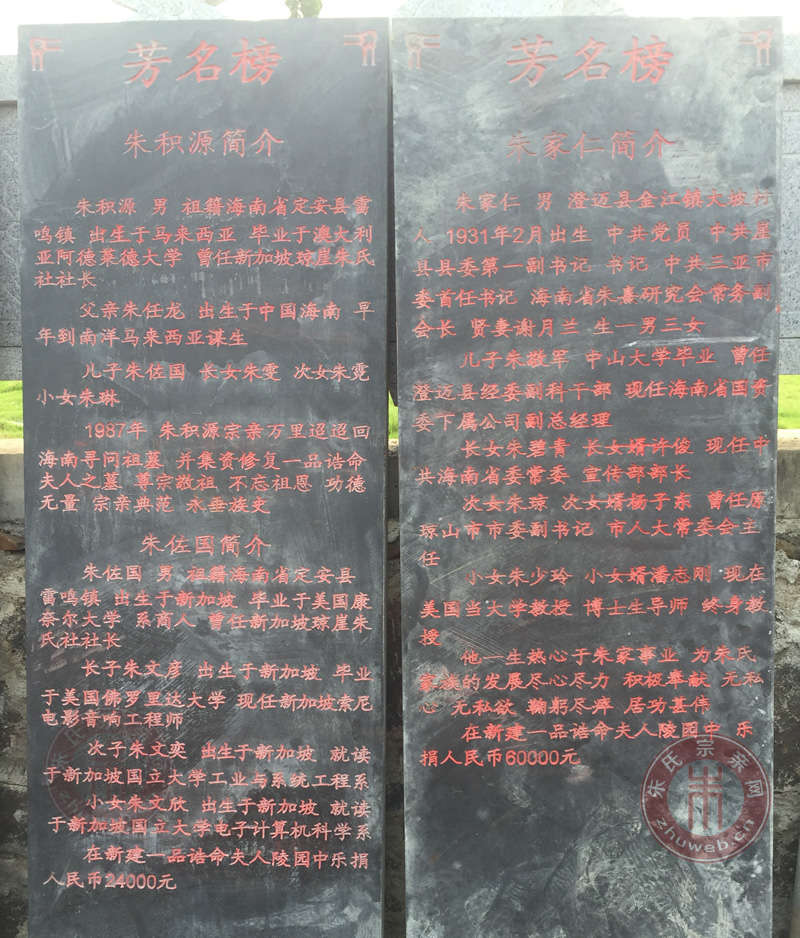 芳名榜
朱积源简介
朱积源 男 祖籍海南省定安县雷
鸣镇 出生于马来西亚 毕业于澳大利
亚阿德莱德大学 曾任新加坡琼崖朱氏
社社长
父亲朱任龙 出生于中国海南 早
年到南洋马来西亚谋生
儿子朱佐国 长女朱雯 次女朱霓
小女朱琳
1987年 朱积源宗亲万里迢迢回
海南寻问祖墓 并集资修复一品诰命
夫人之墓 尊宗敬祖 不忘祖恩 功德
无量 宗亲典范 永垂族史
朱佐国简介
朱佐国 男 祖籍海南省定安县
雷鸣镇 出生于新加坡 毕业于美国康
奈尔大学 系商人 曾任新加坡琼崖朱
氏社社长
长子朱文彦 出生于新加坡 毕业
于美国佛罗里达大学 现任新加坡索尼
电影音响工程师
次子朱文奕 出生于新加坡 就读
于新加坡国立大学工业与系统工程系
小女朱文欣 出生于新加坡 就读
于新加坡国立大学电子计算机科学系
在新建一品诰命夫人陵园中乐捐
人民币24000元
芳名榜
朱家仁简介
朱家仁 男 澄迈县金江镇大坡村
人 1931年2月出生 中共党员 中共崖
县县委第一副书记 书记 中共三亚市
委首任书记 海南省朱熹研究会常务副
会长 贤妻谢月兰 生一男三女
儿子朱敬军 中山大学毕业 曾任
澄迈县经委副科干部 现任海南省国资
委下属公司副总经理
长女朱碧青 长女婿许俊 现任中
共海南省委常委 宣传部部长
次女朱琼 次女婿杨子东 曾任原
琼山市市委副书记 市人大常委会主
任
小女朱少玲 小女婿潘志刚 现在
美国当大学教授 博士生导师 终身教
授
他一生热心于朱家事业 为朱氏
家族的发展尽心尽力 积极奉献 无私
心 无私欲 鞠躬尽瘁 居功甚伟
在新建一品诰命夫人陵园中 乐
捐人民币60000元
朱氏宗亲网
zhuweb.cn